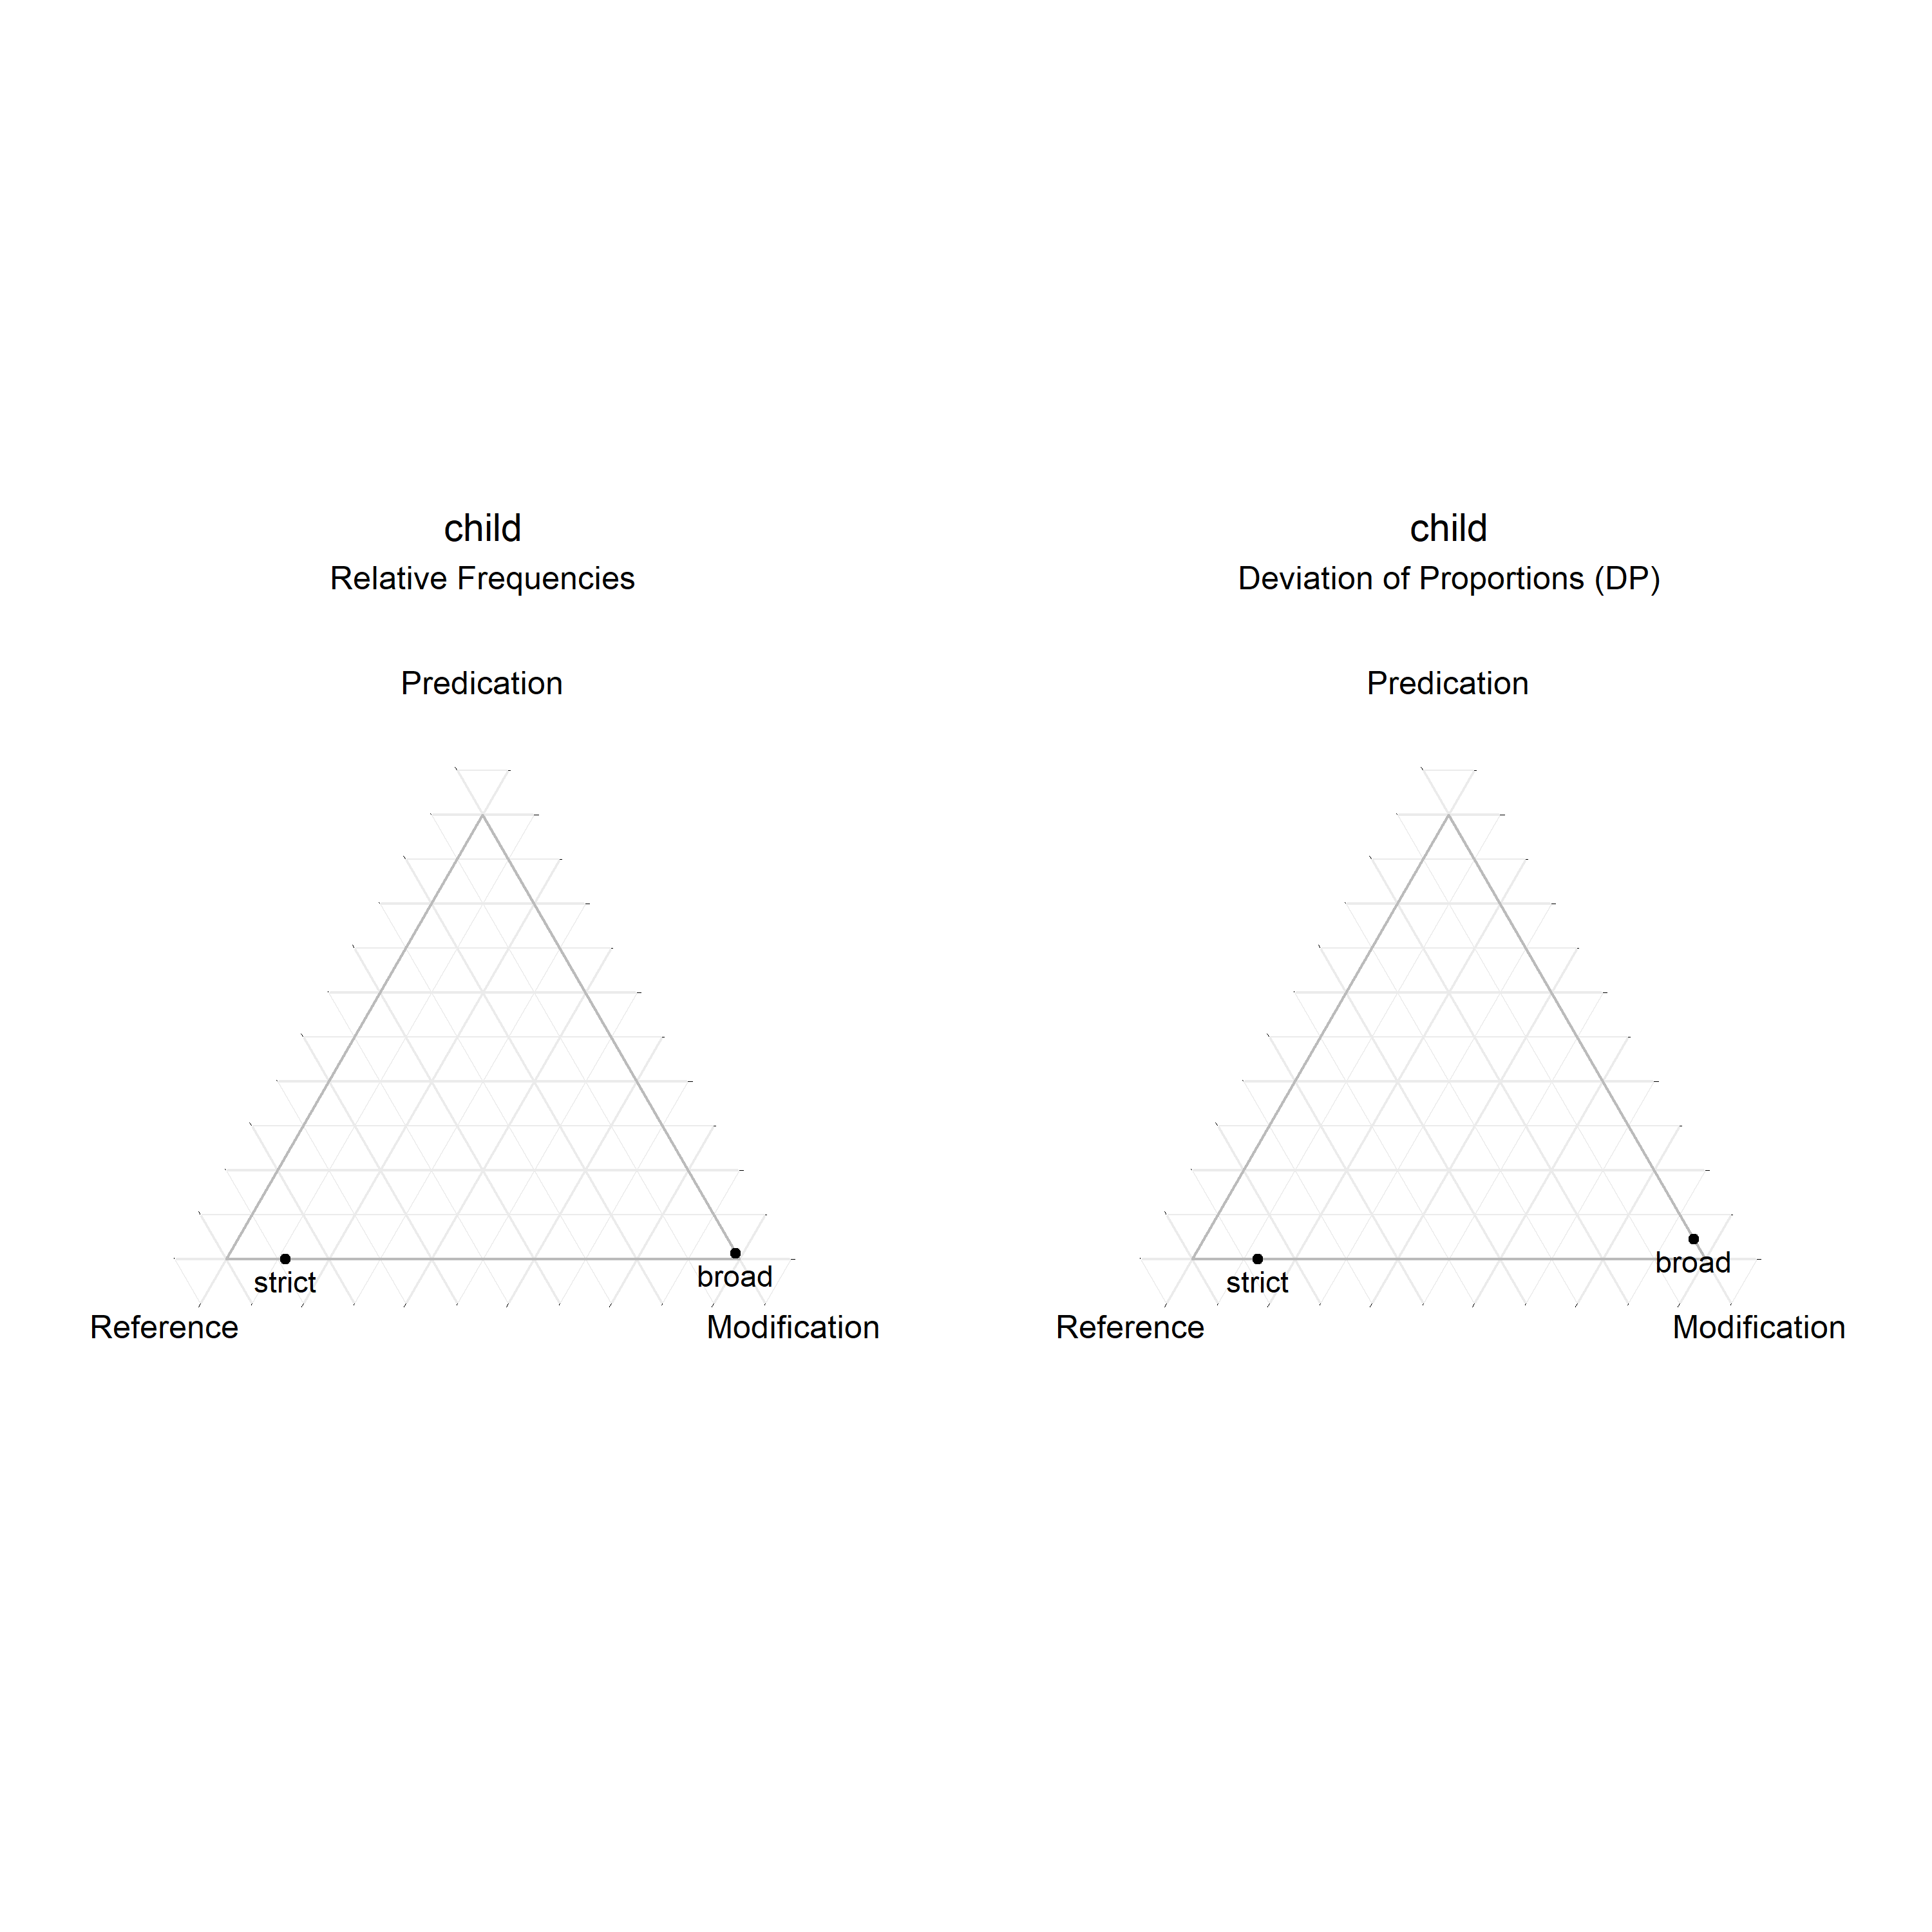 child
Relative Frequencies
Predication
strict
broad
Reference
Modification
child
Deviation of Proportions (DP)
Predication
strict
broad
Reference
Modification